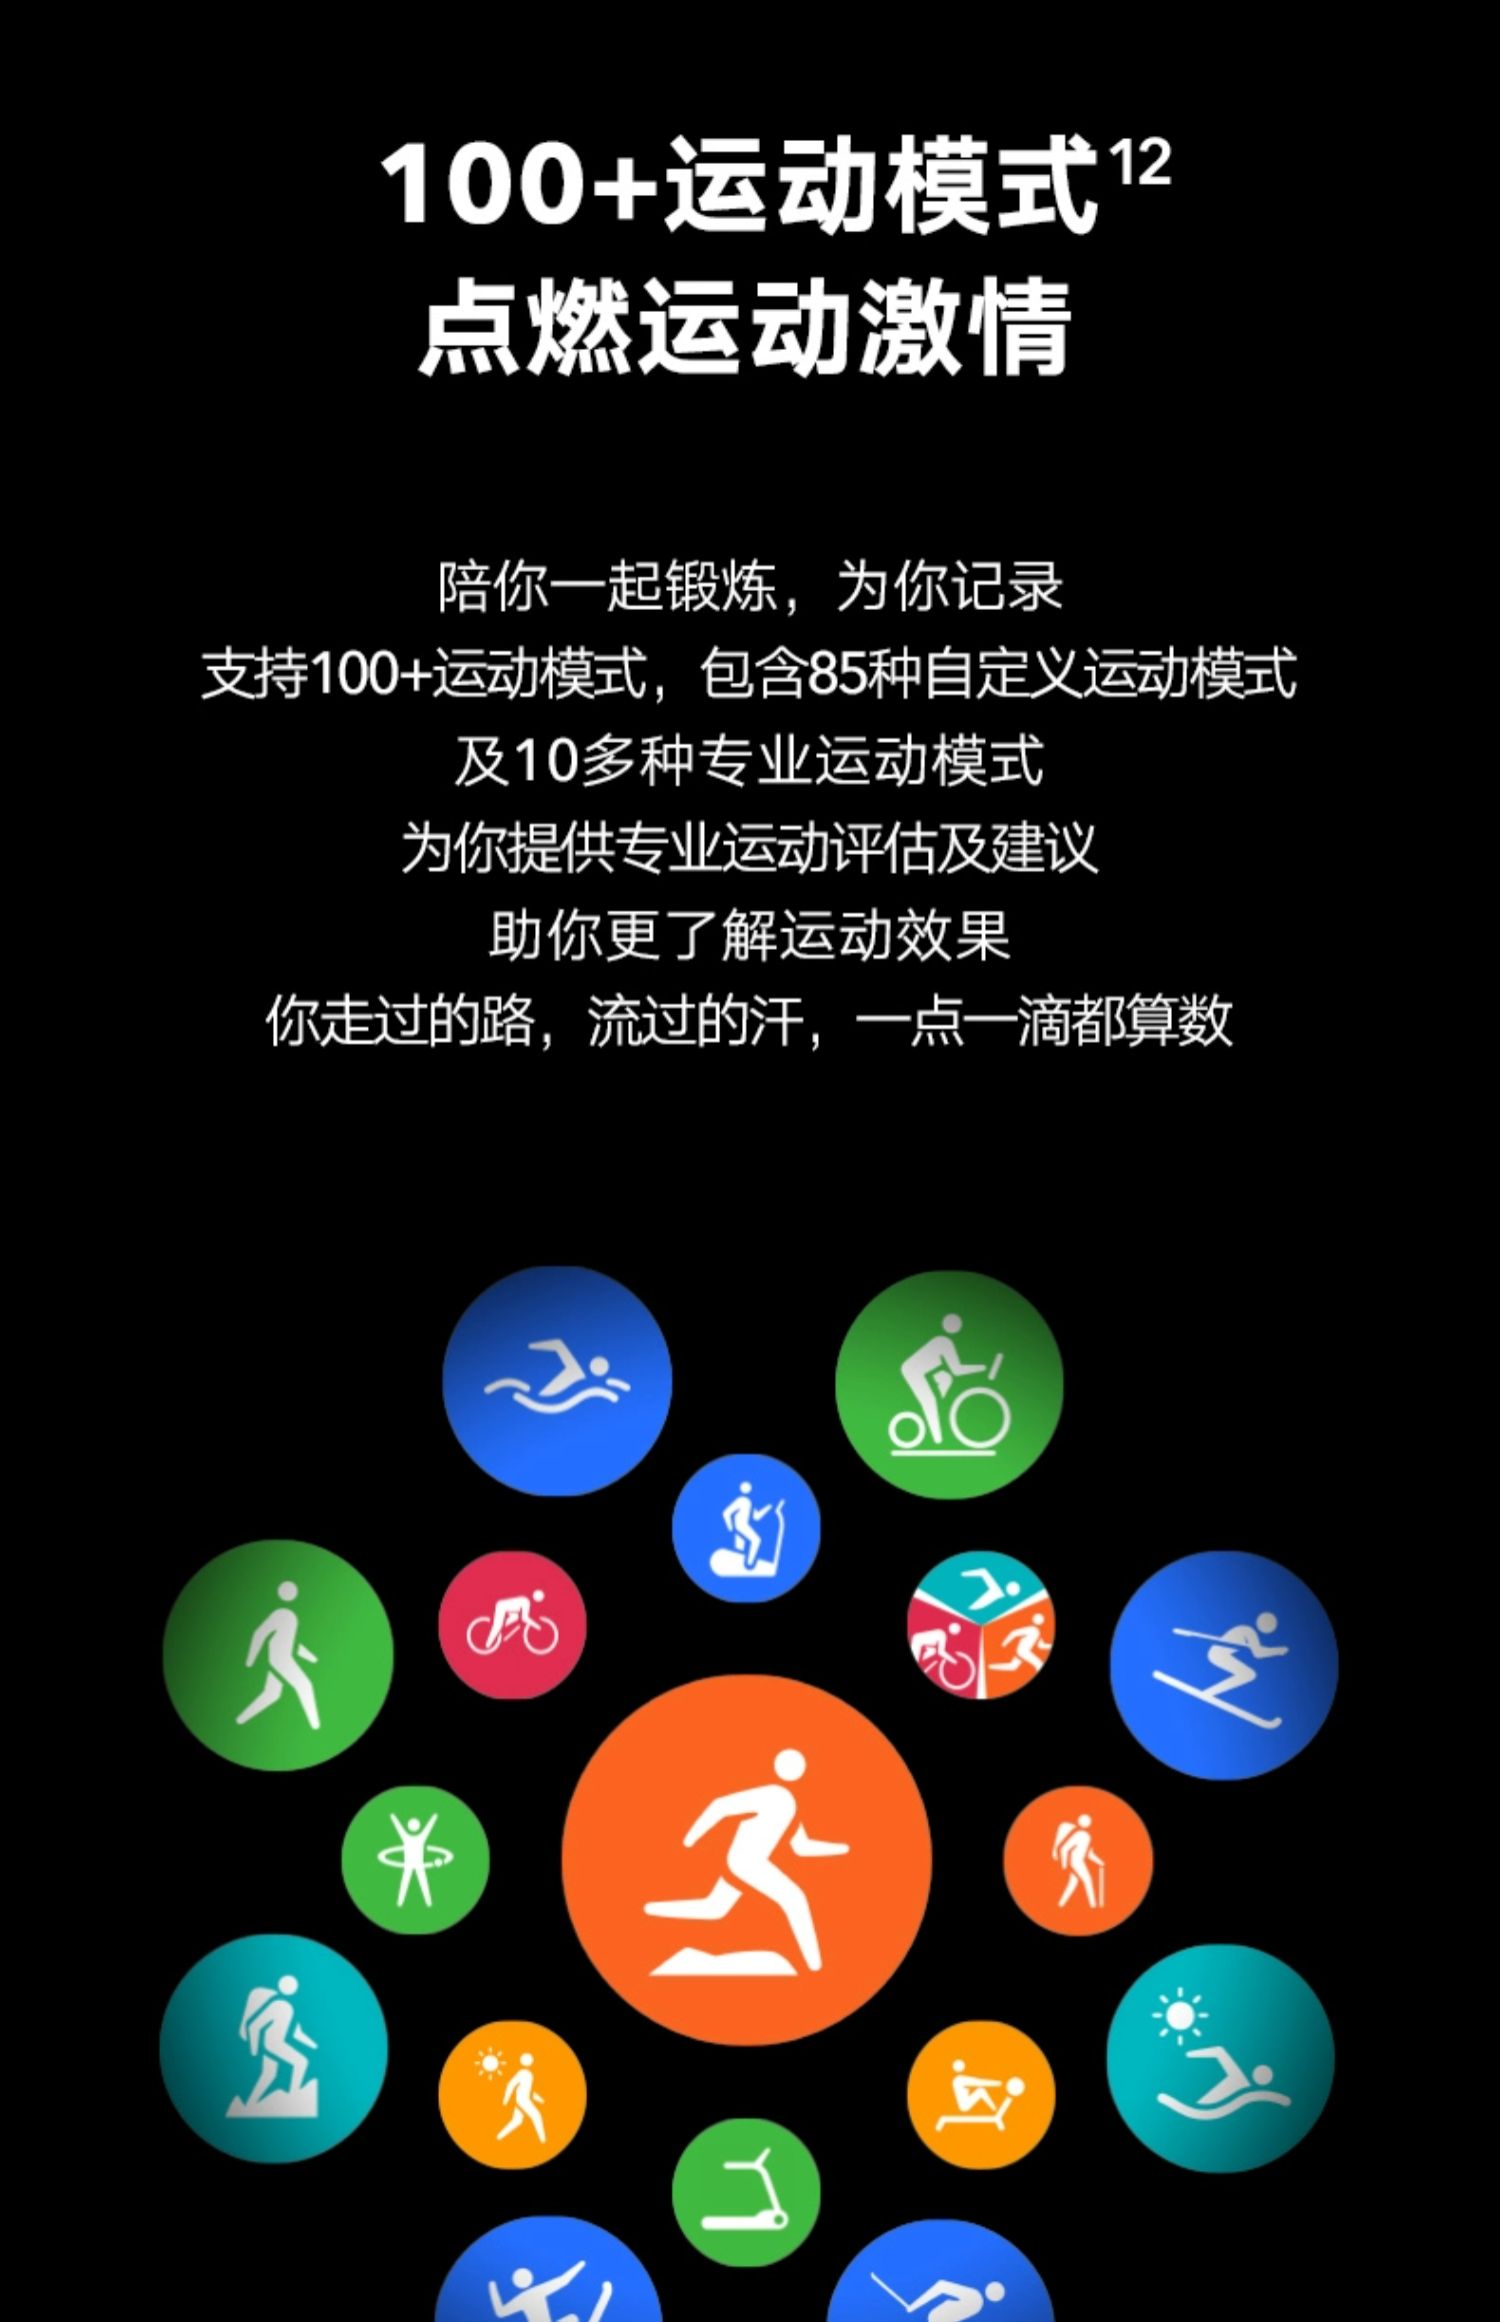 100+运动模式12
点燃运动激情
陪你一起锻炼，为你记录
支持100+运动模式，包含85种自定义运动模式
及10多种专业运动模式
为你提供专业运动评估及建议
助你更了解运动效果
你走过的路，流过的汗，一点一滴都算数